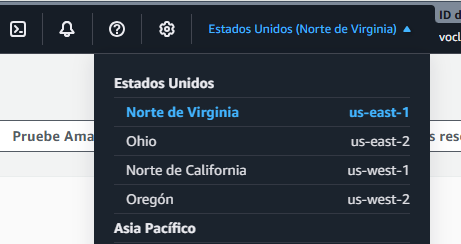 Estados Unidos (Norte de Virginia) ▲
ID d
voc
Estados Unidos
Norte de Virginia us-east-1
Pruebe Ama
s res
Ohio us-east-2
Norte de California us-west-1
Oregón us-west-2
Asia Pacífico